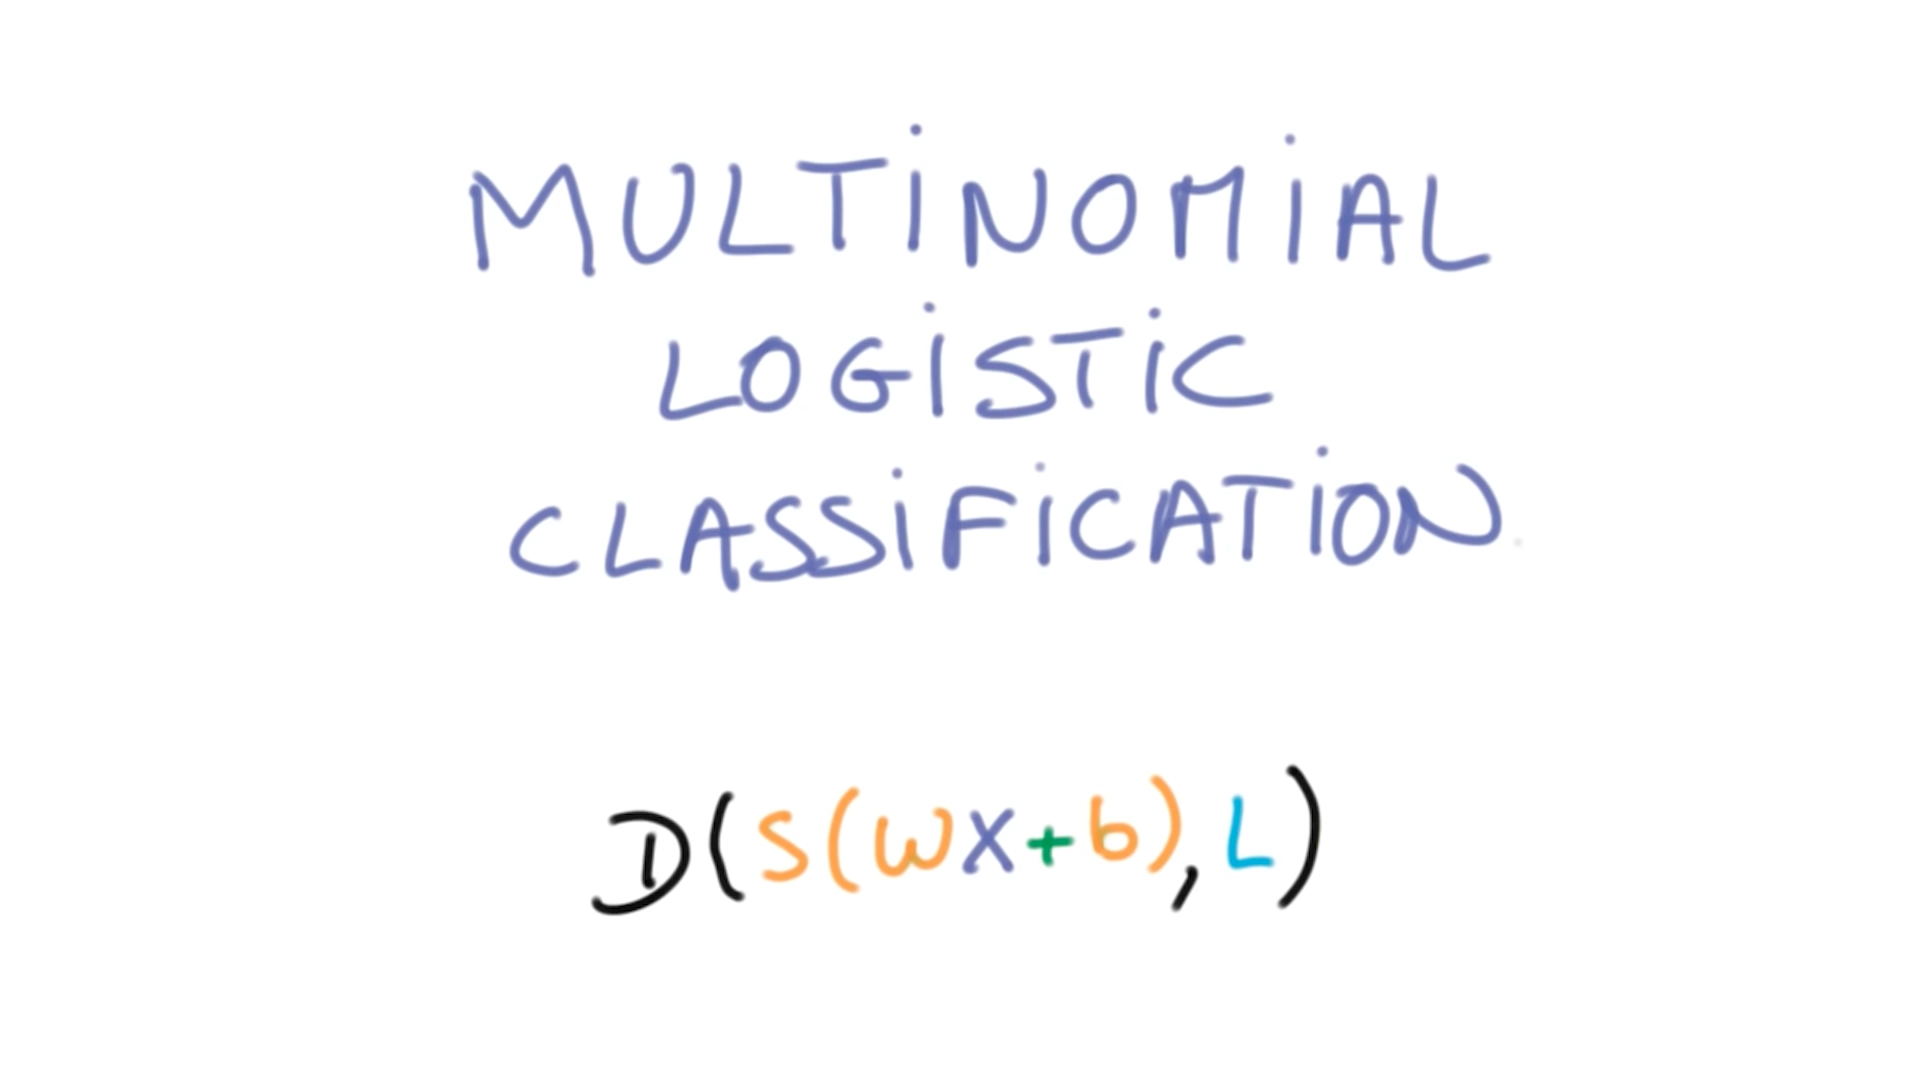 MULTiNOMiAL
LOGiSTiC
CLASSiFiCATiON
D(S(wX+b),L)